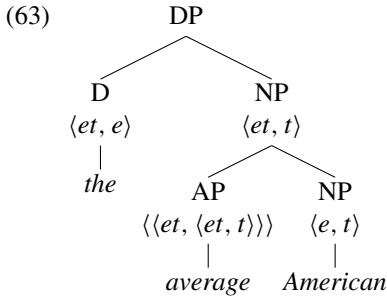 (63) DP
D NP
⟨et, e⟩ ⟨et, t⟩
the AP NP
⟨⟨et, ⟨et, t⟩⟩⟩ ⟨e, t⟩
average American